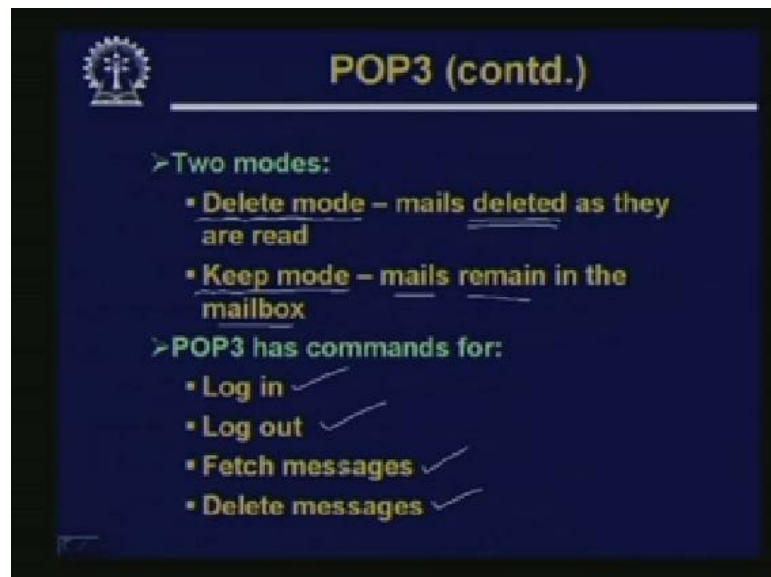 POP3 (contd.)
➢Two modes:
▪ Delete mode – mails deleted as they
are read
▪ Keep mode – mails remain in the
mailbox
➢POP3 has commands for:
▪ Log in
▪ Log out
▪ Fetch messages
▪ Delete messages